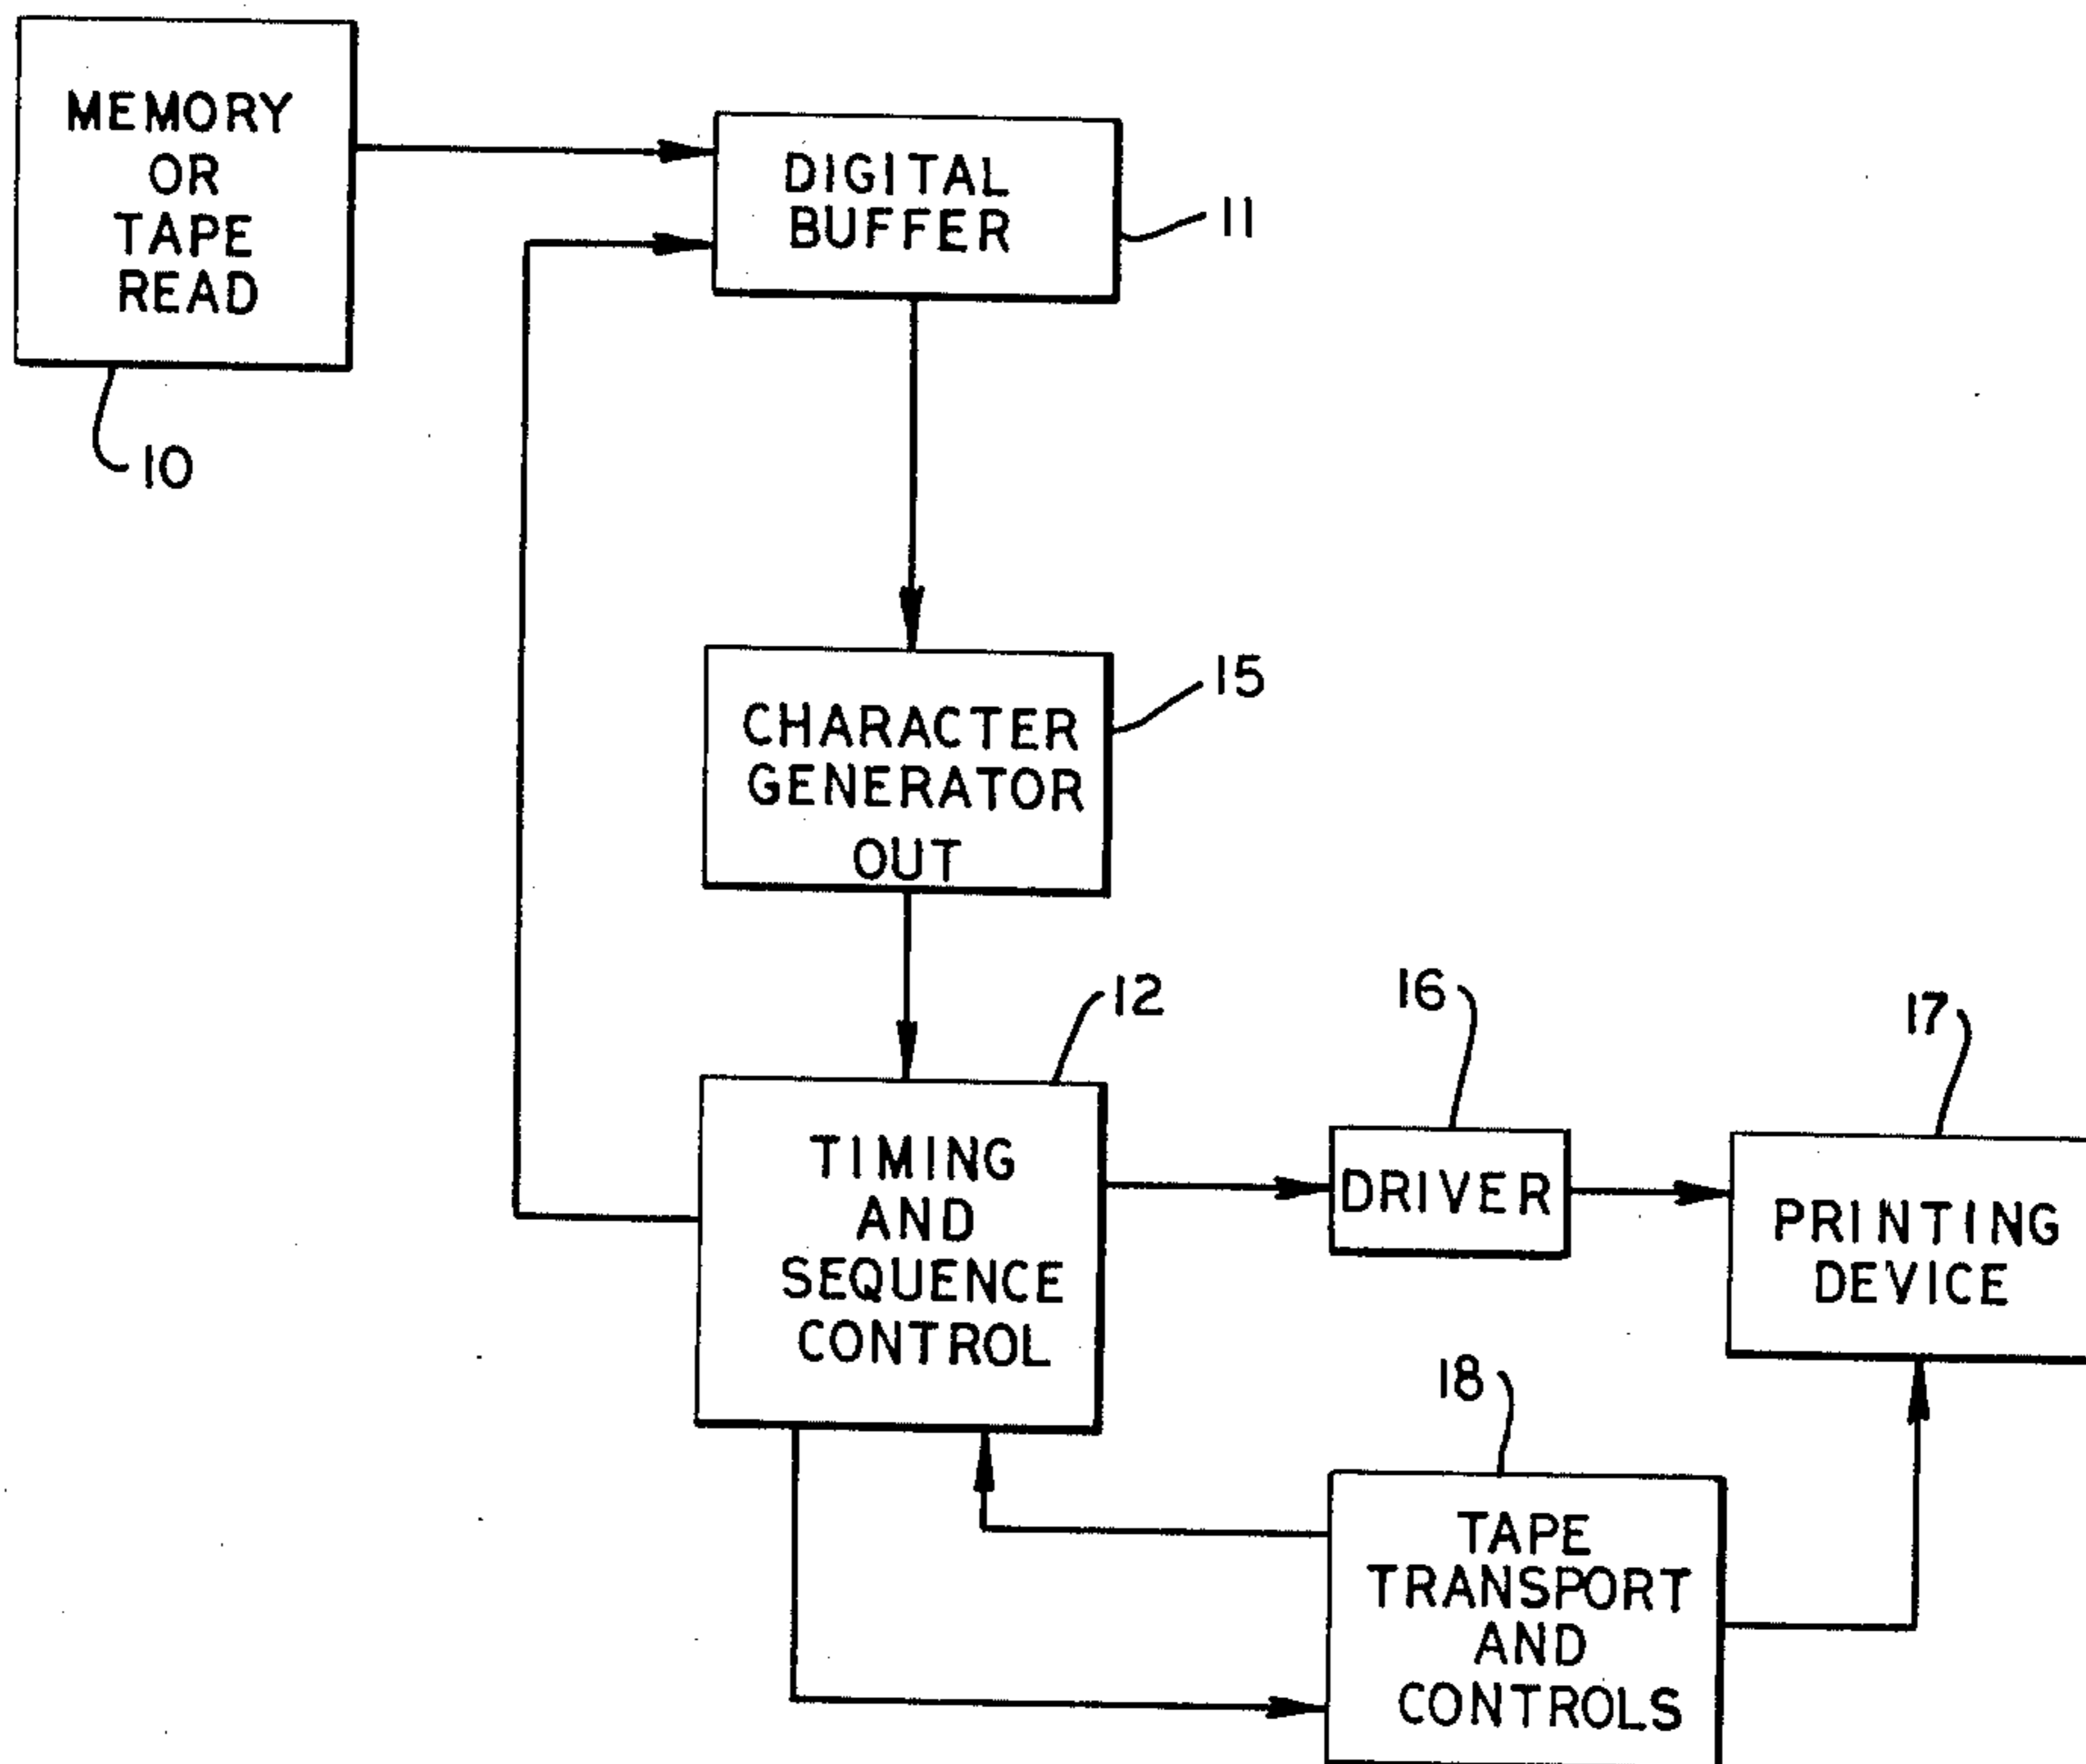 MEMORY
OR
TAPE
READ
10
DIGITAL
BUFFER
11
CHARACTER
GENERATOR
OUT
15
TIMING
AND
SEQUENCE
CONTROL
12
DRIVER
16
PRINTING
DEVICE
17
TAPE
TRANSPORT
AND
CONTROLS
18